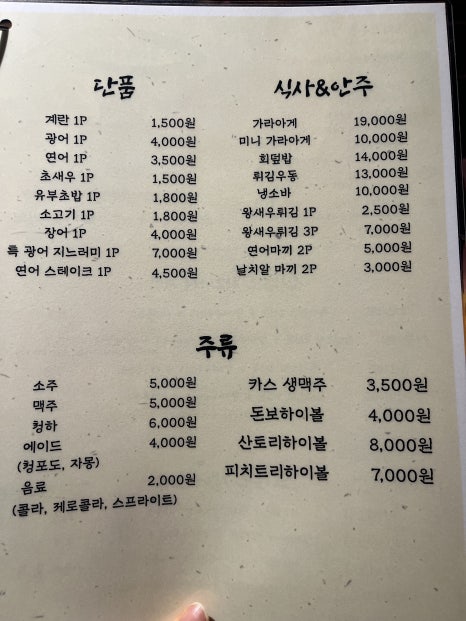 단품
계란 1P 1,500원
광어 1P 4,000원
연어 1P 3,500원
초새우 1P 1,500원
유부초밥 1P 1,800원
소고기 1P 1,800원
장어 1P 4,000원
특 광어 지느러미 1P 7,000원
연어 스테이크 1P 4,500원
식사&안주
가라아게 19,000원
미니 가라아게 10,000원
회덮밥 14,000원
튀김우동 13,000원
냉소바 10,000원
왕새우튀김 1P 2,500원
왕새우튀김 3P 7,000원
연어마끼 2P 5,000원
날치알 마끼 2P 3,000원
주류
소주 5,000원
맥주 5,000원
청하 6,000원
에이드 4,000원
(청포도, 자몽)
음료 2,000원
(콜라, 제로콜라, 스프라이트)
카스 생맥주 3,500원
돈보하이볼 4,000원
산토리하이볼 8,000원
피치트리하이볼 7,000원